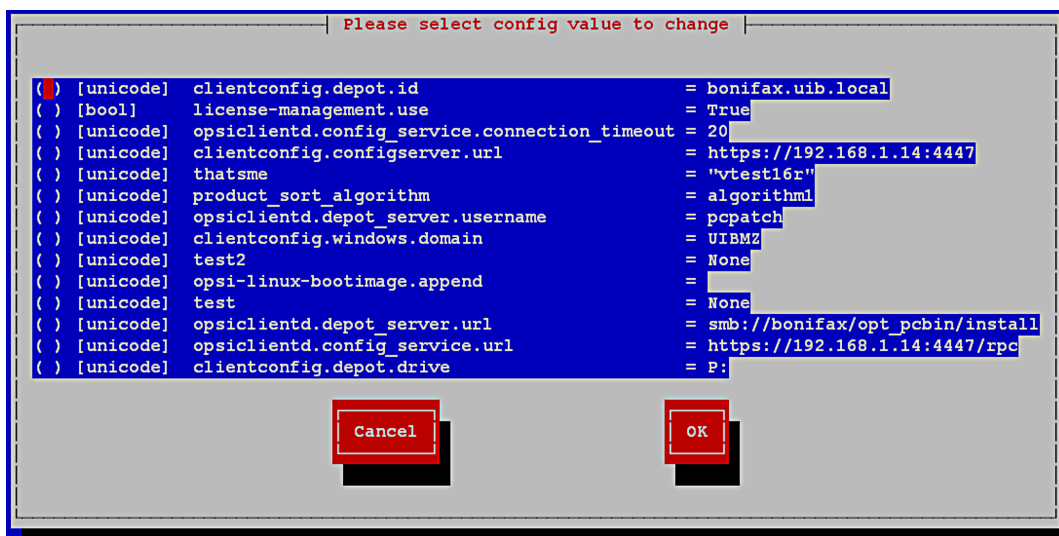 Please select config value to change
( ) [unicode] clientconfig.depot.id = bonifax.uib.local
( ) [bool] license-management.use = True
( ) [unicode] opsiclientd.config_service.connection_timeout = 20
( ) [unicode] clientconfig.configserver.url = https://192.168.1.14:4447
( ) [unicode] thatsme = "vtest16r"
( ) [unicode] product_sort_algorithm = algorithm1
( ) [unicode] opsiclientd.depot_server.username = pcpatch
( ) [unicode] clientconfig.windows.domain = UIBMZ
( ) [unicode] test2 = None
( ) [unicode] opsi-linux-bootimage.append =
( ) [unicode] test = None
( ) [unicode] opsiclientd.depot_server.url = smb://bonifax/opt_pcbin/install
( ) [unicode] opsiclientd.config_service.url = https://192.168.1.14:4447/rpc
( ) [unicode] clientconfig.depot.drive = P:
Cancel OK